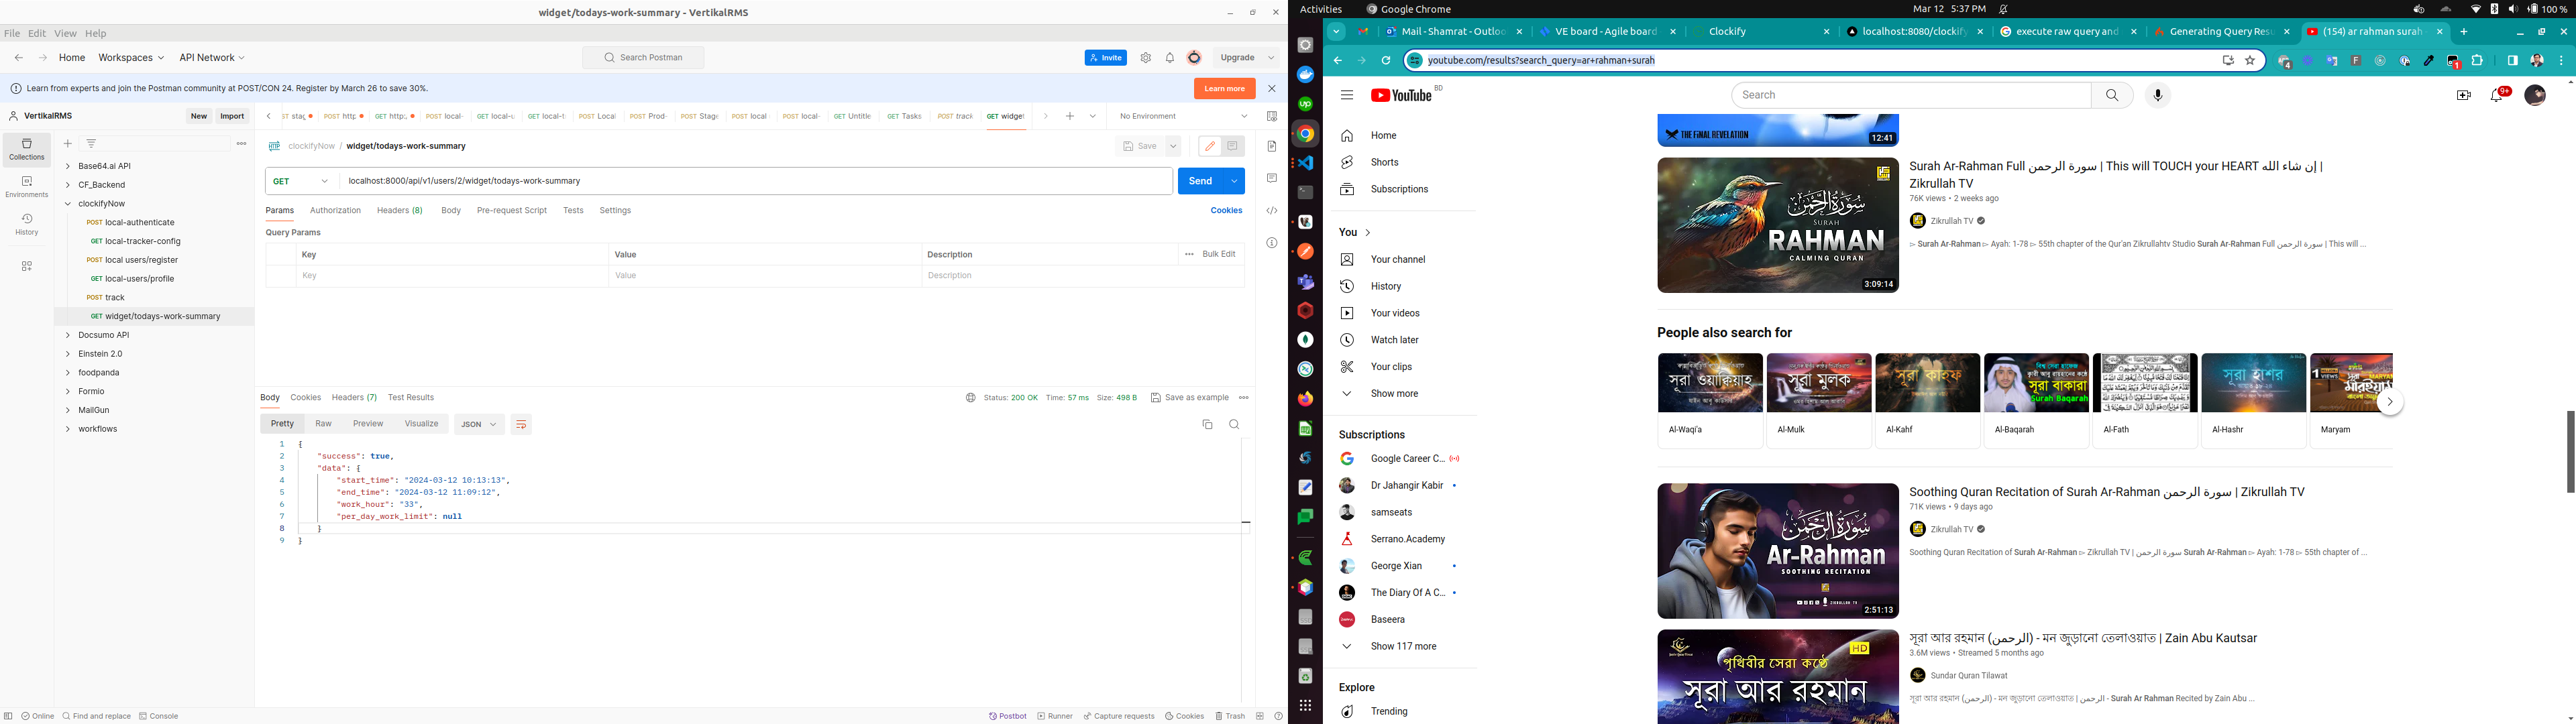 widget/todays-work-summary - VertikalRMS
File Edit View Help
Home Workspaces API Network
Search Postman
Invite
Upgrade
Learn from experts and join the Postman community at POST/CON 24. Register by March 26 to save 30%.
Learn more
VertikalRMS
New Import
POST http
POST local-
GET local-u
GET local-t
POST Local
POST Prod-
POST Stage
POST local
POST local-
GET Untitle
GET Tasks
POST track
GET widget
No Environment
Collections
Environments
History
Base64.ai API
CF_Backend
clockifyNow
POST local-authenticate
GET local-tracker-config
POST local users/register
GET local-users/profile
POST track
GET widget/todays-work-summary
Docsumo API
Einstein 2.0
foodpanda
Formio
MailGun
workflows
clockifyNow / widget/todays-work-summary
Save
GET localhost:8000/api/v1/users/2/widget/todays-work-summary
Send
Params Authorization Headers (8) Body Pre-request Script Tests Settings
Cookies
Query Params
Key Value Description
Bulk Edit
Key Value Description
Body Cookies Headers (7) Test Results
Status: 200 OK Time: 57 ms Size: 498 B
Save as example
Pretty Raw Preview Visualize JSON
1 {
2 "success": true,
3 "data": {
4 "start_time": "2024-03-12 10:13:13",
5 "end_time": "2024-03-12 11:09:12",
6 "work_hour": "33",
7 "per_day_work_limit": null
8 }
9 }
Online Find and replace Console
Postbot Runner Capture requests Cookies Trash
Activities Google Chrome
Mar 12 5:37 PM
100 %
Mail - Shamrat - Outloo
VE board - Agile board
Clockify
localhost:8080/clockify
execute raw query and
Generating Query Resu
(154) ar rahman surah
youtube.com/results?search_query=ar+rahman+surah
YouTube BD
Search
9+
Home
Shorts
Subscriptions
You
Your channel
History
Your videos
Watch later
Your clips
Show more
Subscriptions
Google Career C...
Dr Jahangir Kabir
samseats
Serrano.Academy
George Xian
The Diary Of A C...
Baseera
Show 117 more
Explore
Trending
THE FINAL REVELATION
12:41
SURAH
RAHMAN
CALMING QURAN
3:09:14
Surah Ar-Rahman Full سورة الرحمن | This will TOUCH your HEART إن شاء الله |
Zikrullah TV
76K views • 2 weeks ago
Zikrullah TV
▻ Surah Ar-Rahman ▻ Ayah: 1-78 ▻ 55th chapter of the Qur'an Zikrullahtv Studio Surah Ar-Rahman Full سورة الرحمن | This will ...
People also search for
সূরা ওয়াক্বিয়াহ
সূরা মুলক
সূরা কাহফ
সূরা বাকারা
Surah Baqarah
সূরা হাশর
Al-Waqi'a
Al-Mulk
Al-Kahf
Al-Baqarah
Al-Fath
Al-Hashr
Maryam
سورة الرحمن
Ar-Rahman
SOOTHING RECITATION
ZIKRULLAH TV
2:51:13
Soothing Quran Recitation of Surah Ar-Rahman سورة الرحمن | Zikrullah TV
71K views • 9 days ago
Zikrullah TV
Soothing Quran Recitation of Surah Ar-Rahman ▻ Zikrullah TV | سورة الرحمن Surah Ar-Rahman ▻ Ayah: 1-78 ▻ 55th chapter of ...
HD
পৃথিবীর সেরা কণ্ঠে
সূরা আর রহমান
সূরা আর রহমান (الرحمن) - মন জুড়ানো তেলাওয়াত | Zain Abu Kautsar
3.6M views • Streamed 5 months ago
Sundar Quran Tilawat
সূরা আর রহমান (الرحمن) - মন জুড়ানো তেলাওয়াত | الرحمن - Surah Ar Rahman Recited by Zain Abu ...